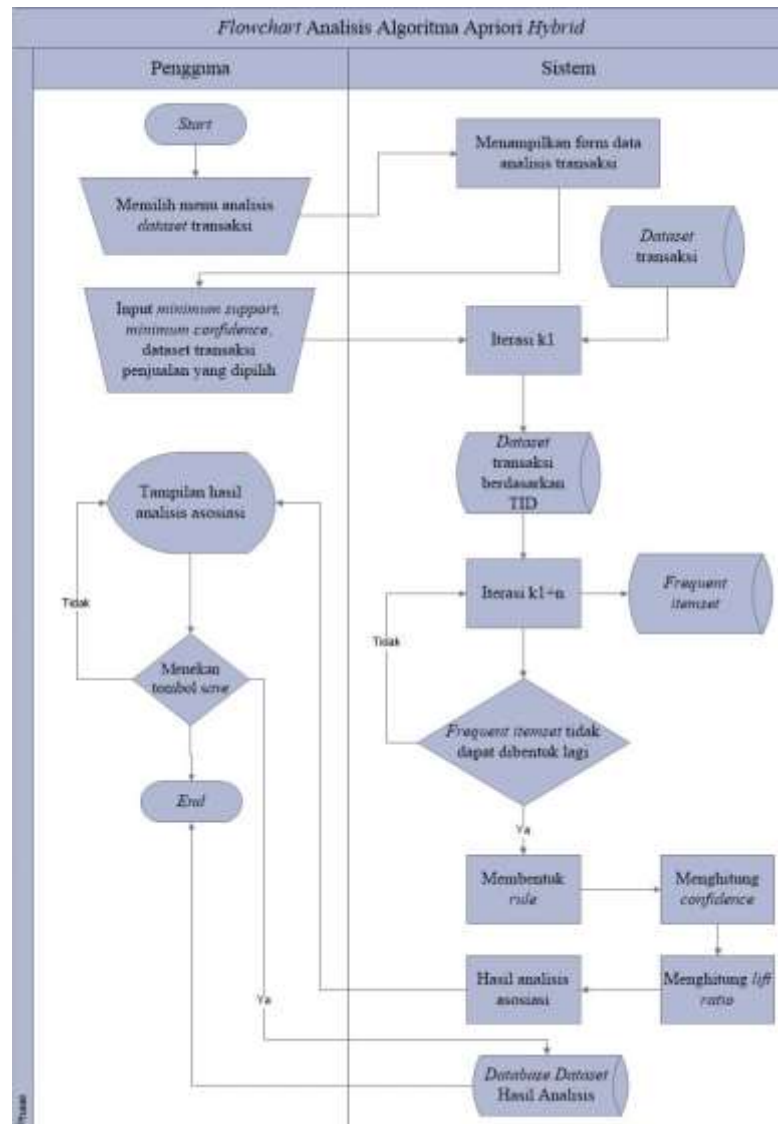 Flowchart Analisis Algoritma Apriori Hybrid
Pengguna
Sistem
Start
Menampilkan form data
analisis transaksi
Memilih menu analisis
dataset transaksi
Dataset
transaksi
Input minimum support,
minimum confidence,
dataset transaksi
penjualan yang dipilih
Iterasi k1
Dataset
transaksi
berdasarkan
TID
Tampilan hasil
analisis asosiasi
Iterasi k1+n
Frequent
itemset
Tidak
Tidak
Menekan
tombol save
Frequent itemset tidak
dapat dibentuk lagi
End
Ya
Membentuk
rule
Menghitung
confidence
Hasil analisis
asosiasi
Menghitung lift
ratio
Ya
Database Dataset
Hasil Analisis